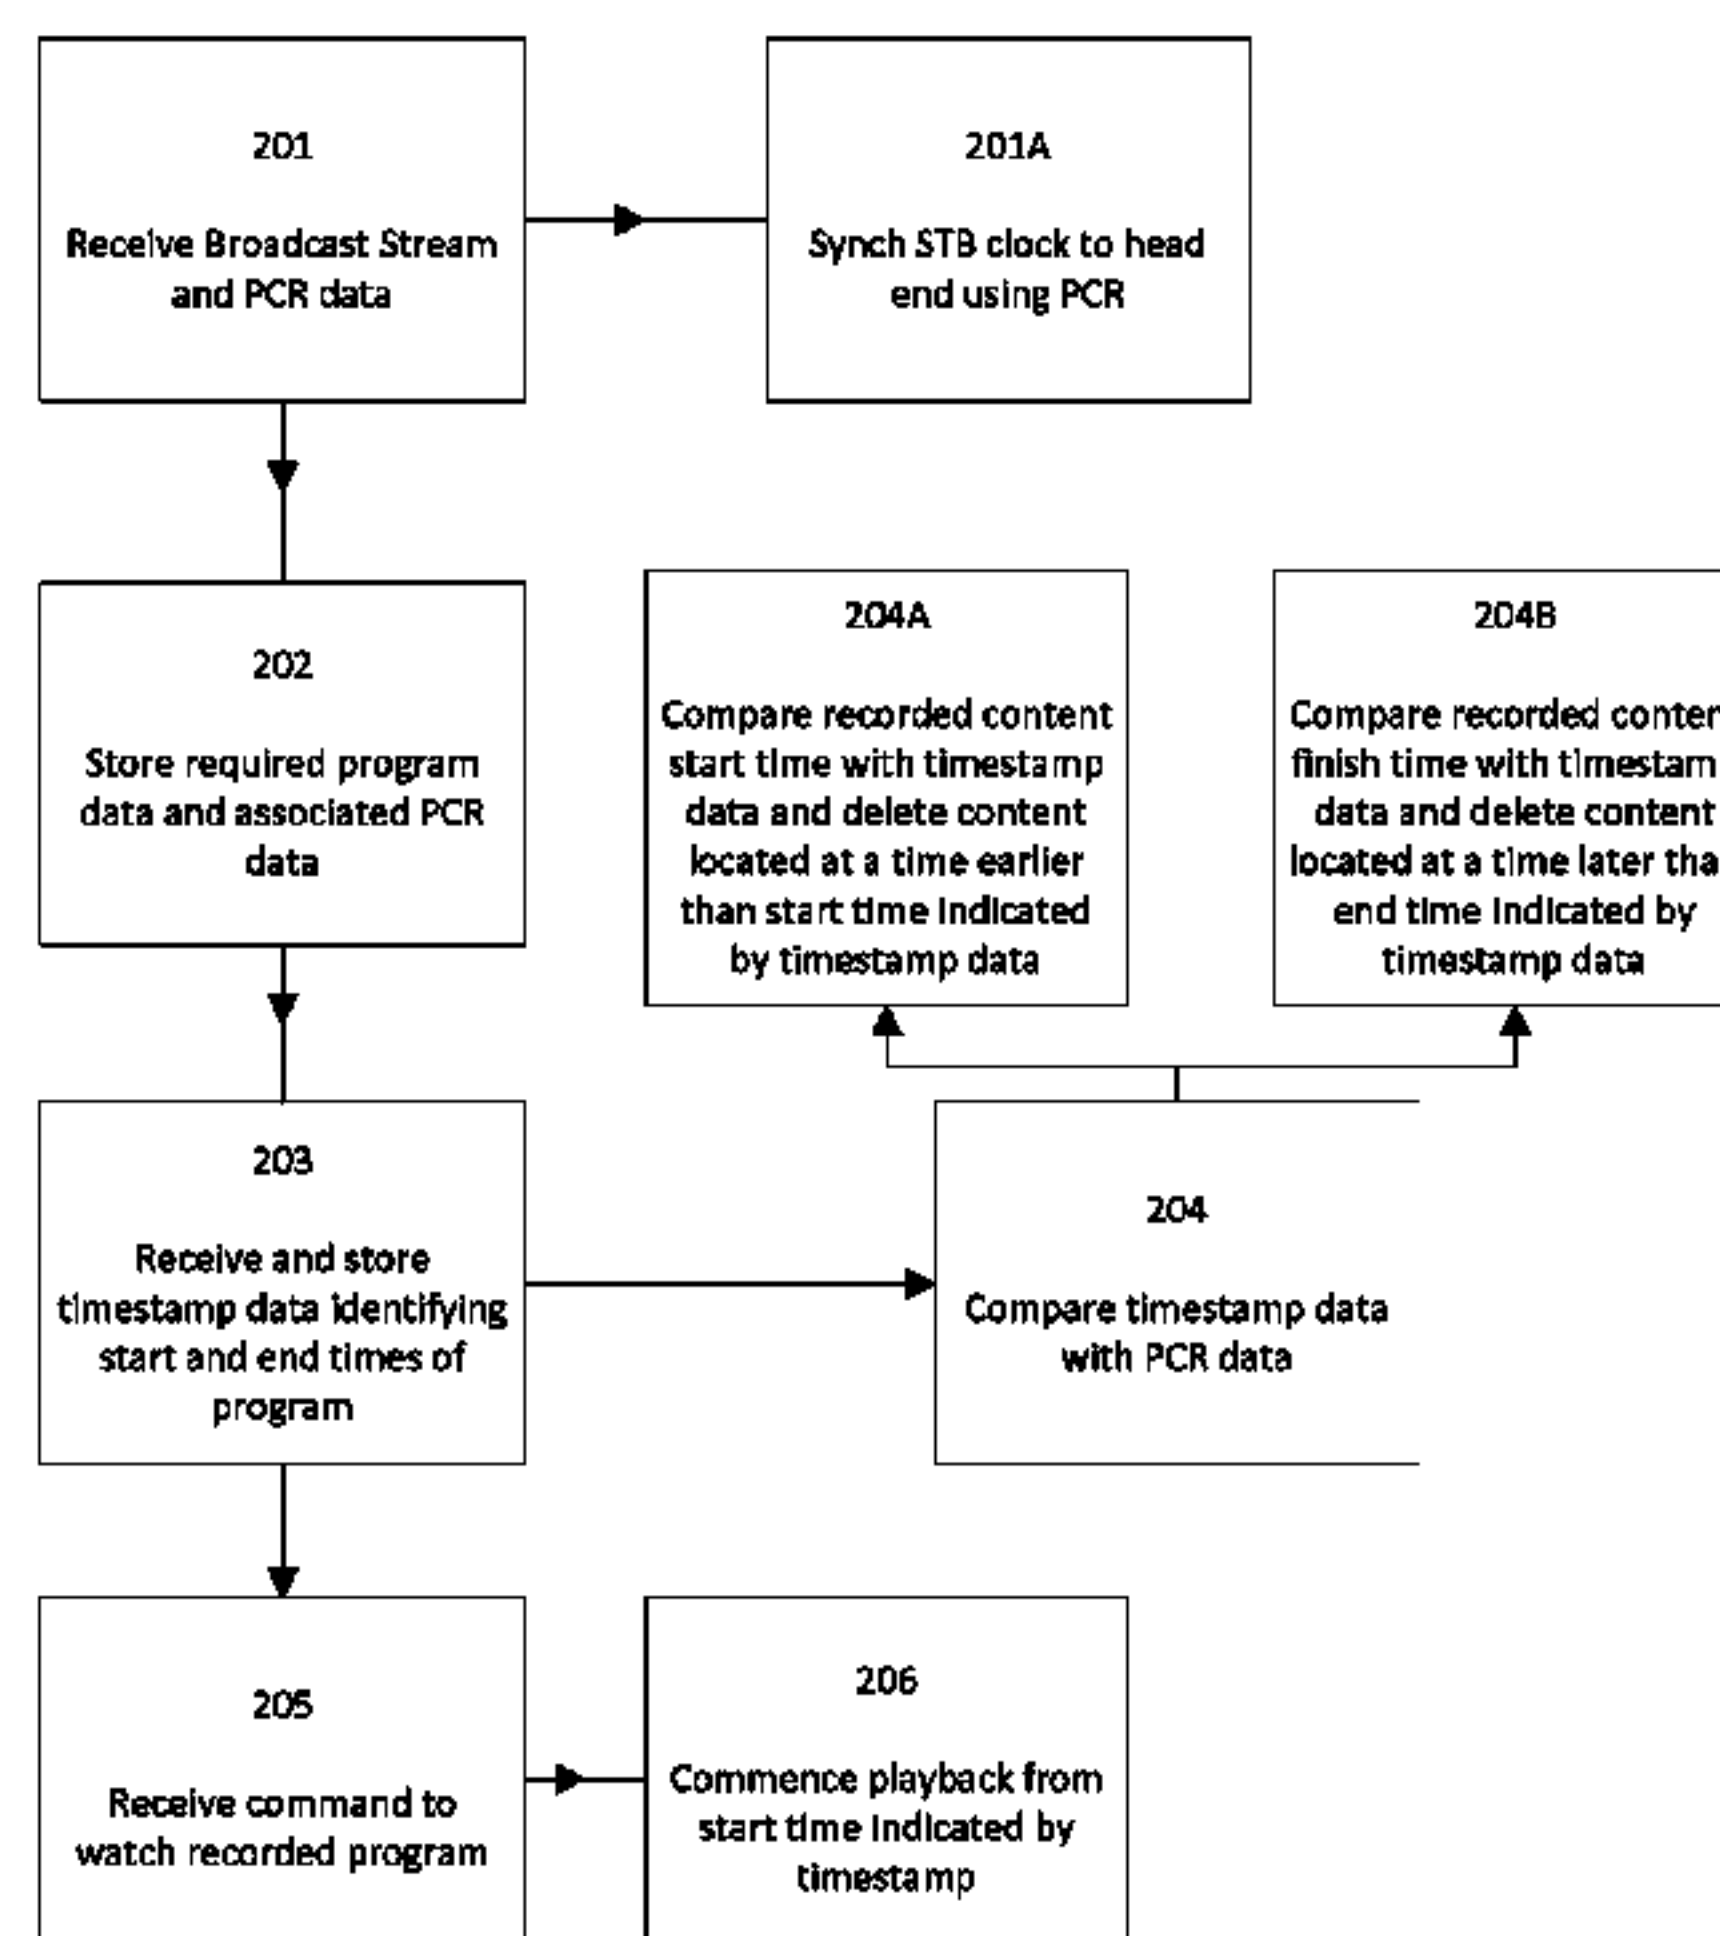 201
Receive Broadcast Stream
and PCR data
201A
Synch STB clock to head
end using PCR
202
Store required program
data and associated PCR
data
204A
Compare recorded content
start time with timestamp
data and delete content
located at a time earlier
than start time indicated
by timestamp data
204B
Compare recorded
finish time with
data and delete content
located at a time later
end time indicated by
timestamp data
203
Receive and store
timestamp data identifying
start and end times of
program
204
Compare timestamp data
with PCR data
205
Receive command to
watch recorded program
206
Commence playback from
start time indicated by
timestamp